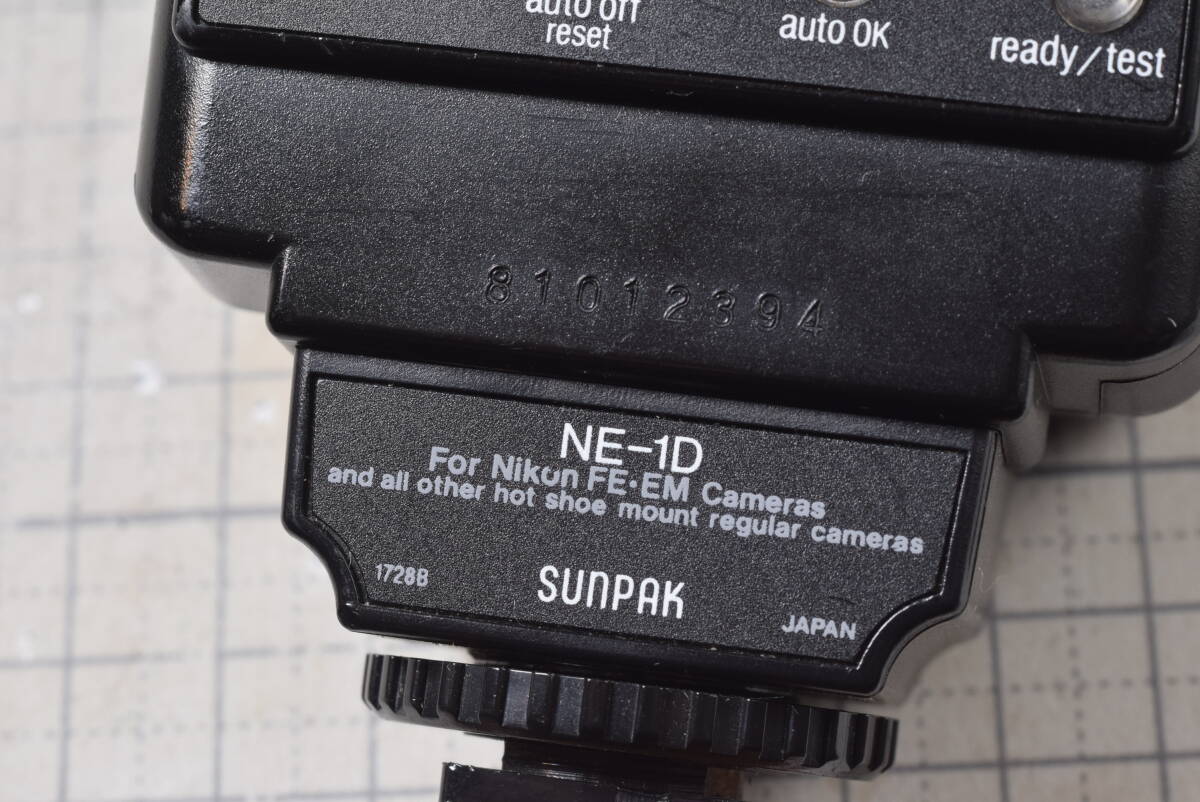 auto off
reset
auto OK
ready/test
81012394
NE-1D
For Nikon FE·EM Cameras
and all other hot shoe mount regular cameras
1728B
SUNPAK
JAPAN